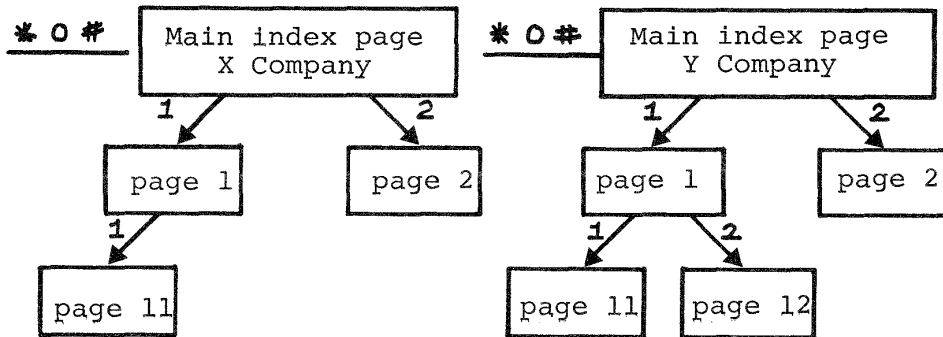 * 0 #
Main index page
X Company
1
2
page 1
page 2
1
page 11
* 0 #
Main index page
Y Company
1
2
page 1
page 2
1
2
page 11
page 12